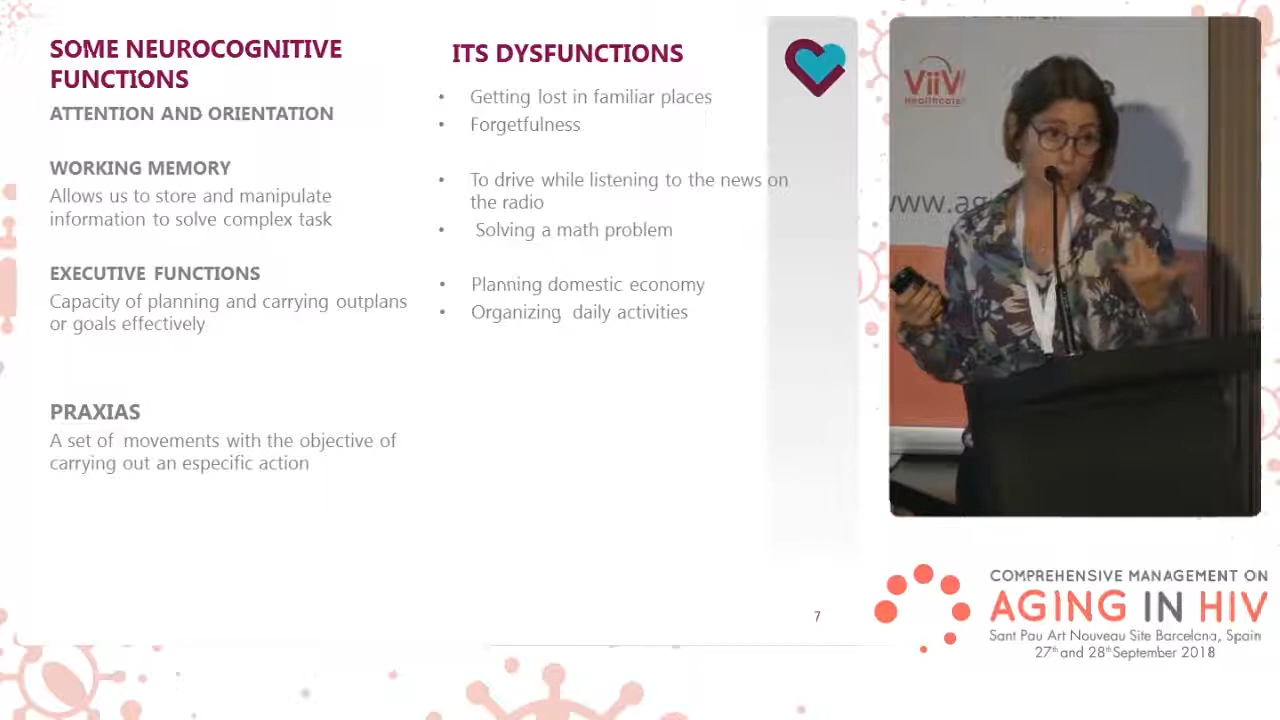 SOME NEUROCOGNITIVE
FUNCTIONS
ATTENTION AND ORIENTATION
WORKING MEMORY
Allows us to store and manipulate
information to solve complex task
EXECUTIVE FUNCTIONS
Capacity of planning and carrying outplans
or goals effectively
PRAXIAS
A set of movements with the objective of
carrying out an especific action
ITS DYSFUNCTIONS
• Getting lost in familiar places
• Forgetfulness
• To drive while listening to the news on
the radio
• Solving a math problem
• Planning domestic economy
• Organizing daily activities
7
ViiV
Healthcare
www.ag
COMPREHENSIVE MANAGEMENT ON
AGING IN HIV
Sant Pau Art Nouveau Site Barcelona, Spain
27th and 28th September 2018